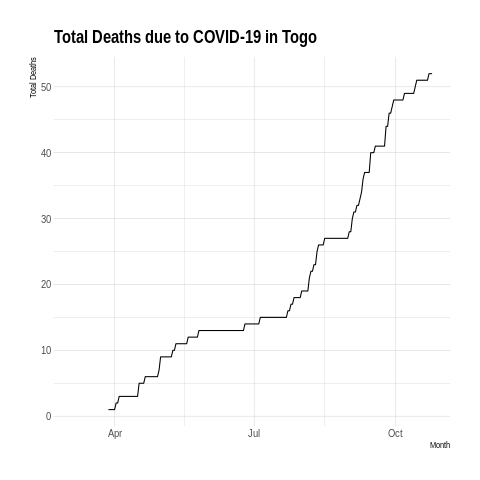 Total Deaths due to COVID-19 in Togo
Total Deaths
50
40
30
20
10
0
Apr
Jul
Oct
Month